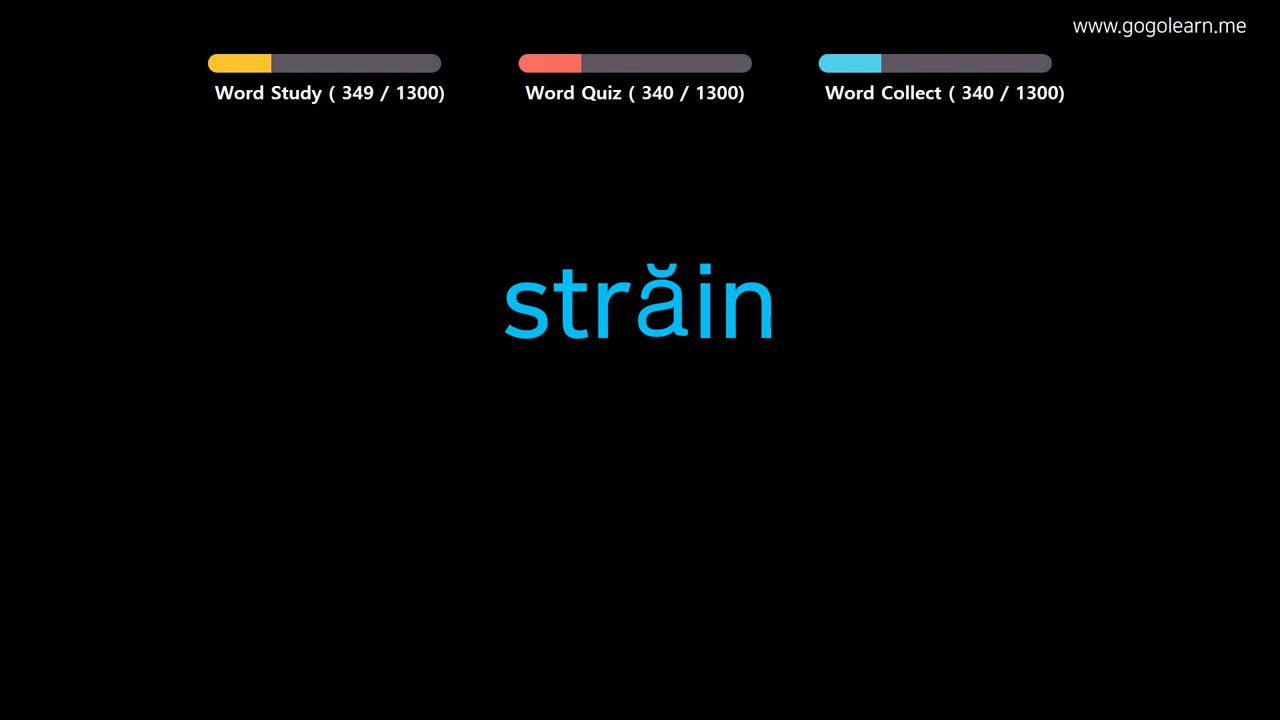 www.gogolearn.me
Word Study ( 349 / 1300)
Word Quiz ( 340 / 1300)
Word Collect ( 340 / 1300)
străin